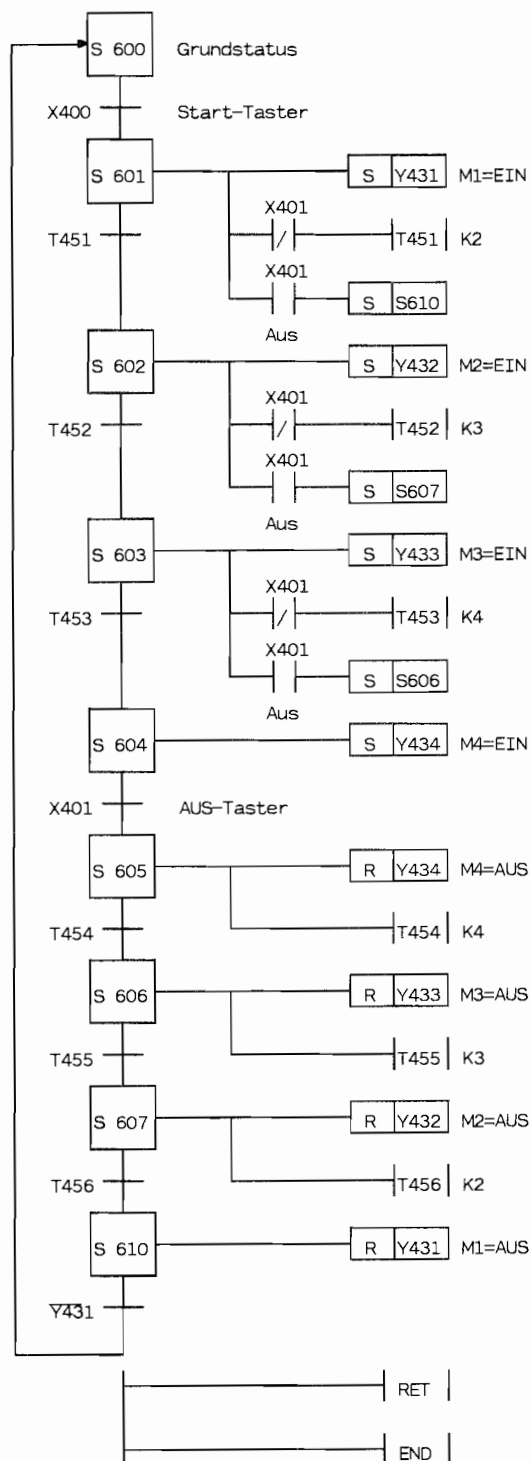 S 600 Grundstatus
X400 Start-Taster
S 601 S Y431 M1=EIN
X401
T451 / T451 K2
X401
S S610
Aus
S 602 S Y432 M2=EIN
X401
T452 / T452 K3
X401
S S607
Aus
S 603 S Y433 M3=EIN
X401
T453 / T453 K4
X401
S S606
Aus
S 604 S Y434 M4=EIN
X401 AUS-Taster
S 605 R Y434 M4=AUS
T454 T454 K4
S 606 R Y433 M3=AUS
T455 T455 K3
S 607 R Y432 M2=AUS
T456 T456 K2
S 610 R Y431 M1=AUS
Y̅4̅3̅1̅
RET
END